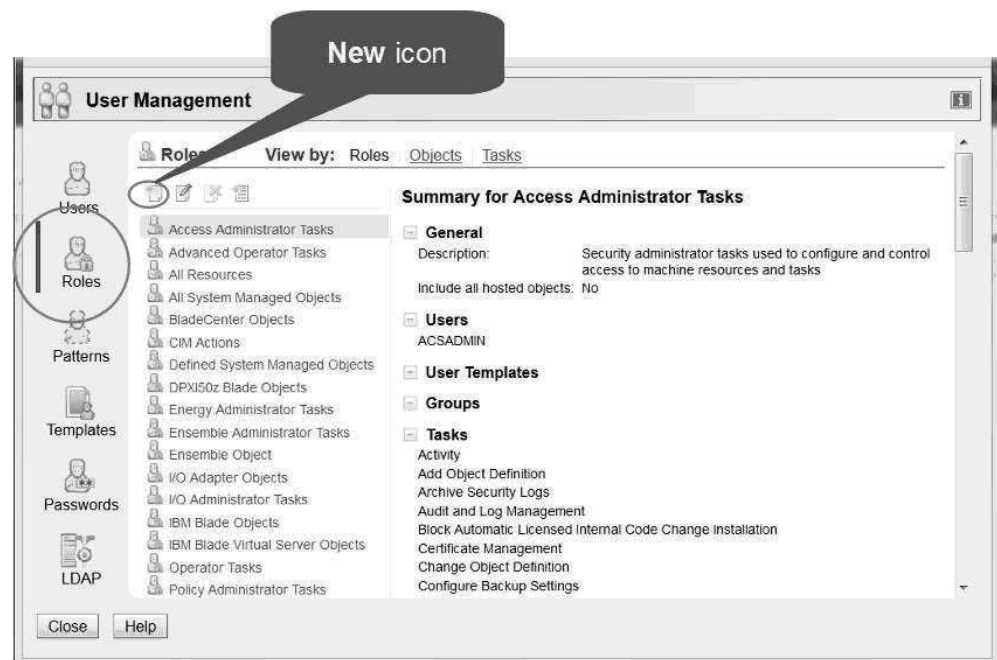 New icon
User Management
Roles View by: Roles Objects Tasks
Users
Roles
Patterns
Templates
Passwords
LDAP
Access Administrator Tasks
Advanced Operator Tasks
All Resources
All System Managed Objects
BladeCenter Objects
CIM Actions
Defined System Managed Objects
DPXI50z Blade Objects
Energy Administrator Tasks
Ensemble Administrator Tasks
Ensemble Object
I/O Adapter Objects
I/O Administrator Tasks
IBM Blade Objects
IBM Blade Virtual Server Objects
Operator Tasks
Policy Administrator Tasks
Summary for Access Administrator Tasks
General
Description: Security administrator tasks used to configure and control
access to machine resources and tasks
Include all hosted objects: No
Users
ACSADMIN
User Templates
Groups
Tasks
Activity
Add Object Definition
Archive Security Logs
Audit and Log Management
Block Automatic Licensed Internal Code Change Installation
Certificate Management
Change Object Definition
Configure Backup Settings
Close Help